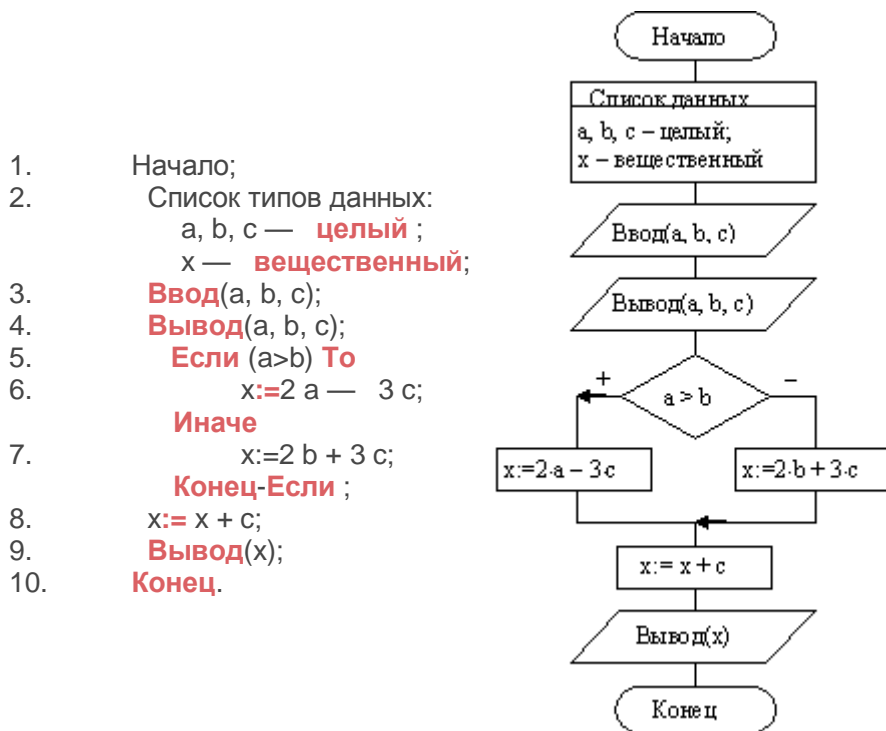 1. Начало;
2. Список типов данных:
a, b, c — целый ;
x — вещественный;
3. Ввод(a, b, c);
4. Вывод(a, b, c);
5. Если (a>b) То
6. x:=2 a — 3 c;
Иначе
7. x:=2 b + 3 c;
Конец-Если ;
8. x:= x + c;
9. Вывод(x);
10. Конец.
Начало
Список данных
a, b, c – целый;
x – вещественный
Ввод(a, b, c)
Вывод(a, b, c)
a > b
+
–
x:=2·a – 3·c
x:=2·b + 3·c
x:= x + c
Вывод(x)
Конец